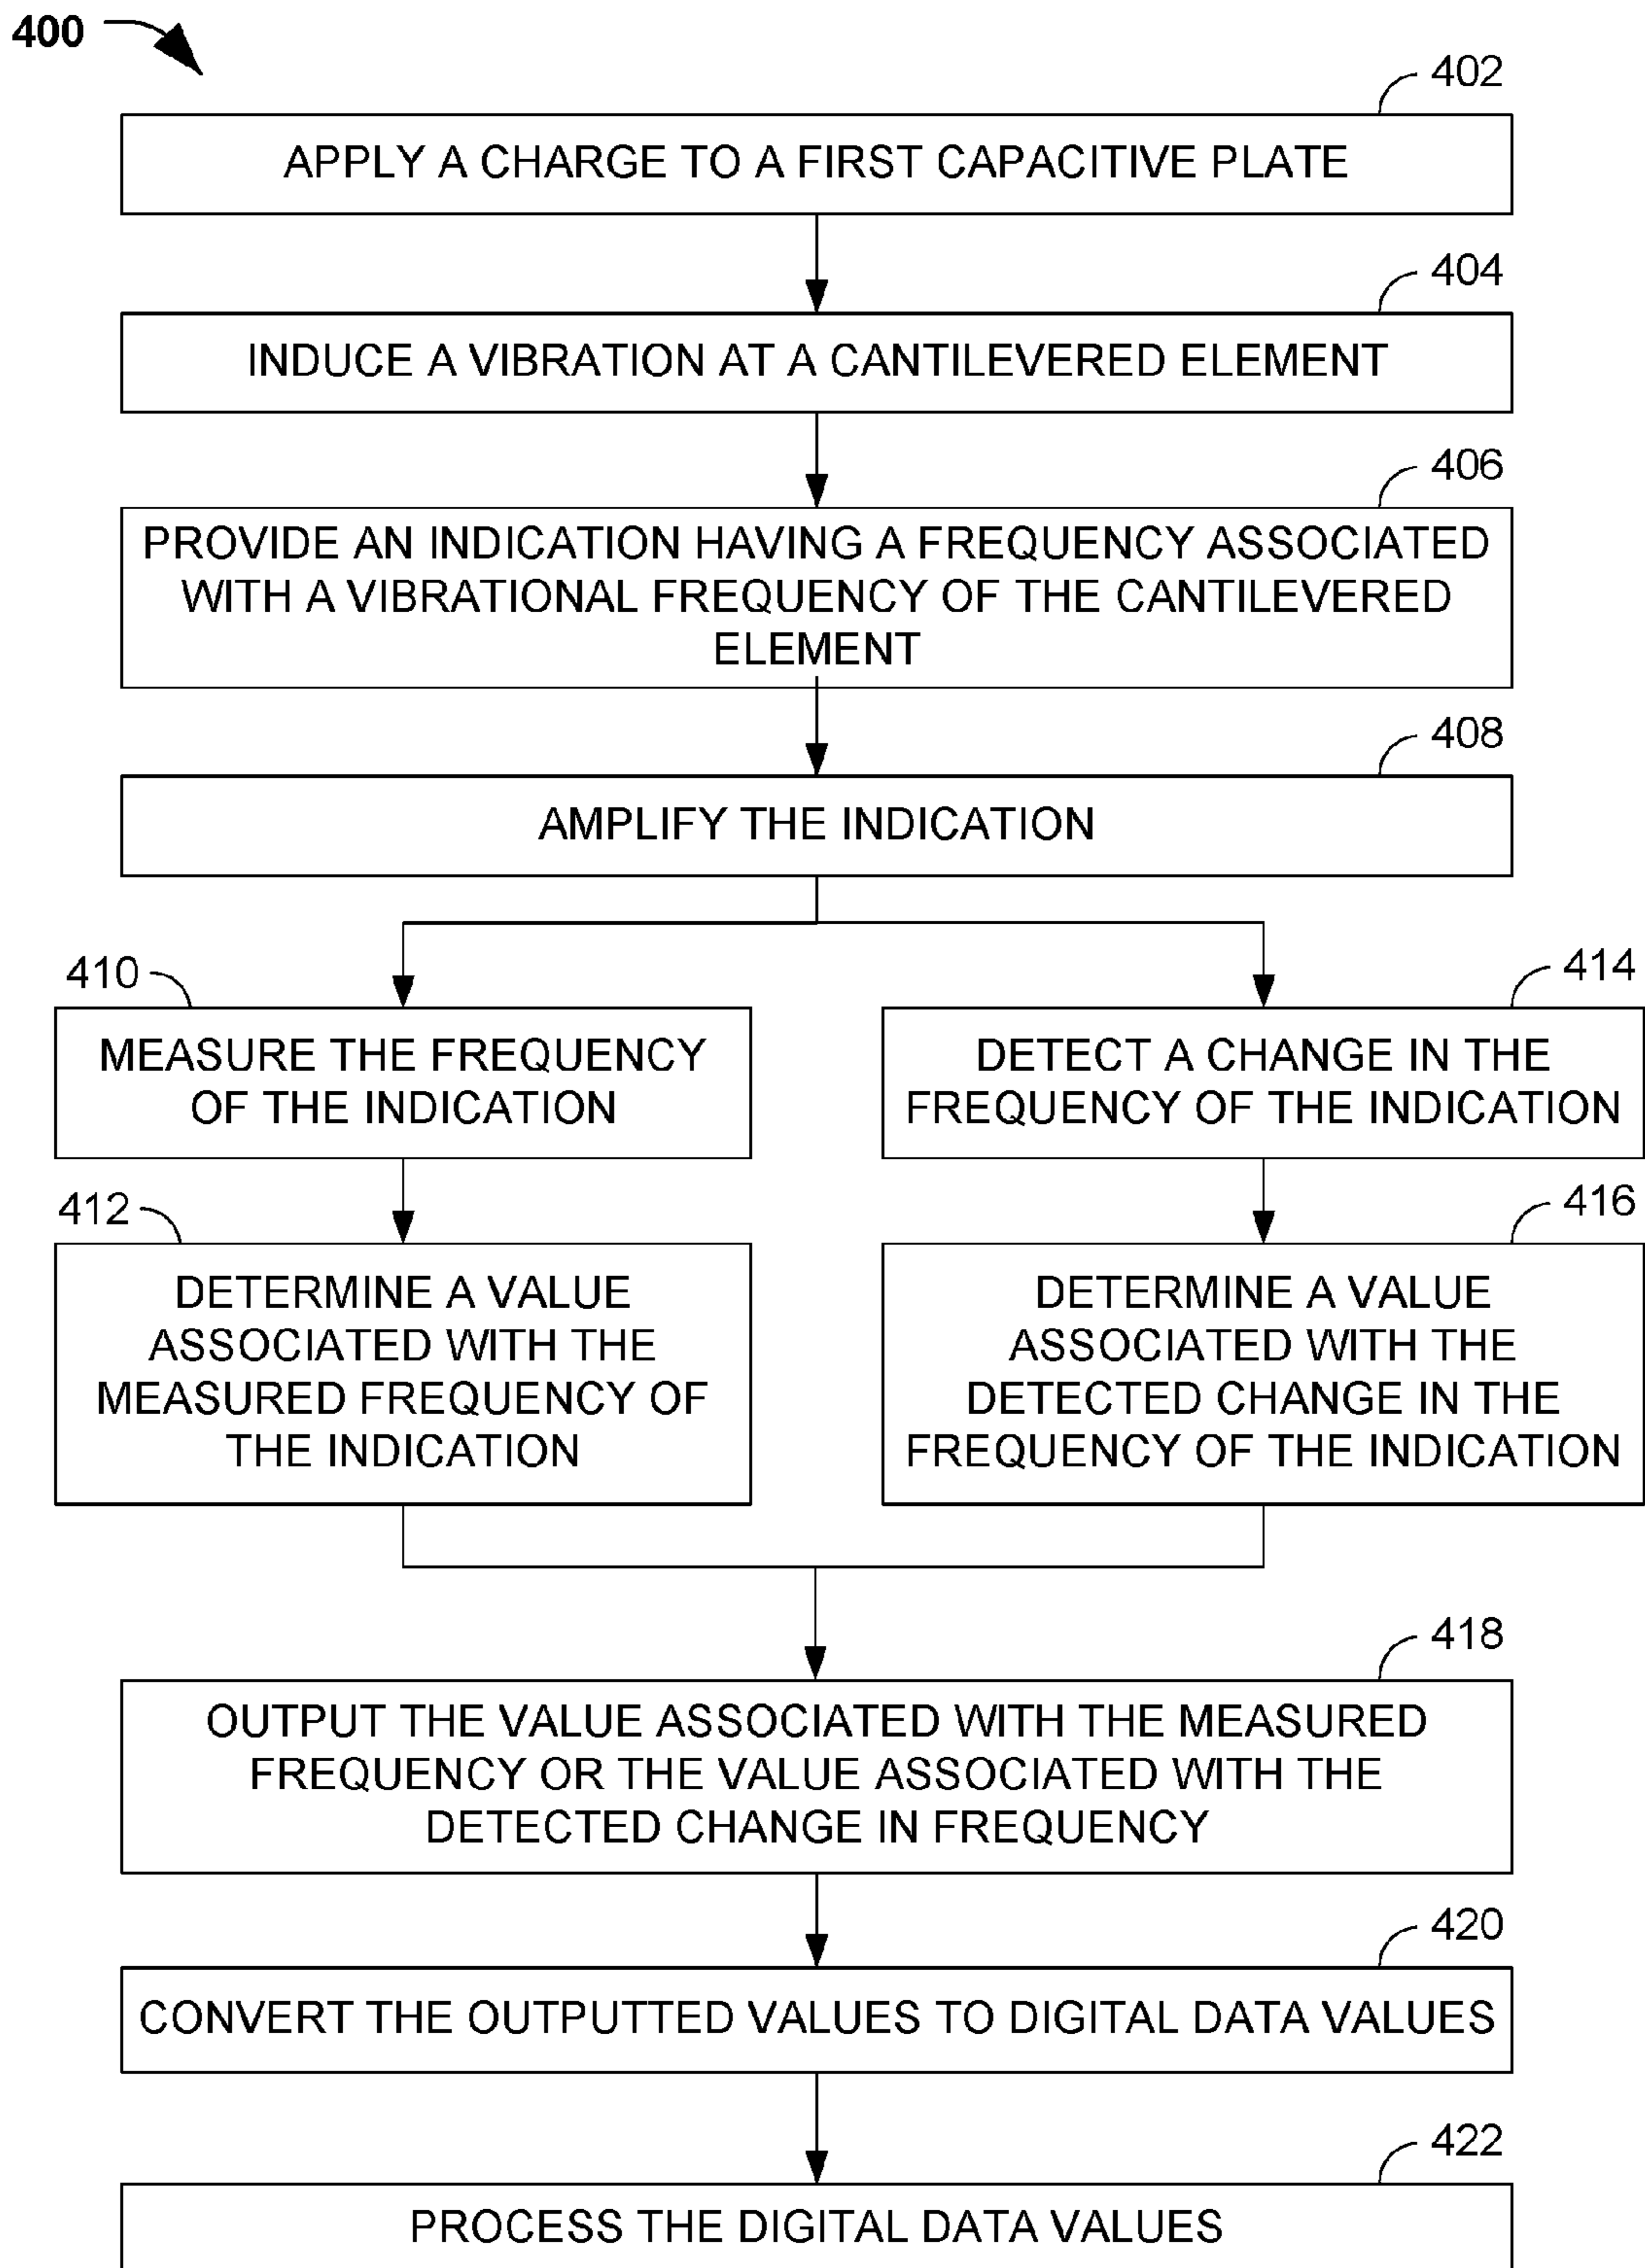 400
402
APPLY A CHARGE TO A FIRST CAPACITIVE PLATE
404
INDUCE A VIBRATION AT A CANTILEVERED ELEMENT
406
PROVIDE AN INDICATION HAVING A FREQUENCY ASSOCIATED
WITH A VIBRATIONAL FREQUENCY OF THE CANTILEVERED
ELEMENT
408
AMPLIFY THE INDICATION
410
MEASURE THE FREQUENCY
OF THE INDICATION
412
DETERMINE A VALUE
ASSOCIATED WITH THE
MEASURED FREQUENCY OF
THE INDICATION
414
DETECT A CHANGE IN THE
FREQUENCY OF THE INDICATION
416
DETERMINE A VALUE
ASSOCIATED WITH THE
DETECTED CHANGE IN THE
FREQUENCY OF THE INDICATION
418
OUTPUT THE VALUE ASSOCIATED WITH THE MEASURED
FREQUENCY OR THE VALUE ASSOCIATED WITH THE
DETECTED CHANGE IN FREQUENCY
420
CONVERT THE OUTPUTTED VALUES TO DIGITAL DATA VALUES
422
PROCESS THE DIGITAL DATA VALUES